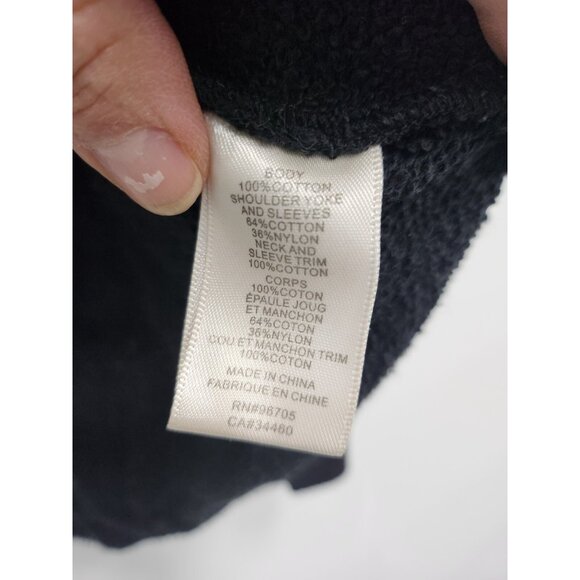 BODY
100%COTTON
SHOULDER YOKE
AND SLEEVES
64%COTTON
36%NYLON
NECK AND
SLEEVE TRIM
100%COTTON
CORPS
100%COTON
ÉPAULE JOUG
ET MANCHON
64%COTON
36%NYLON
COU ET MANCHON TRIM
100%COTON
MADE IN CHINA
FABRIQUE EN CHINE
RN#96705
CA#34460